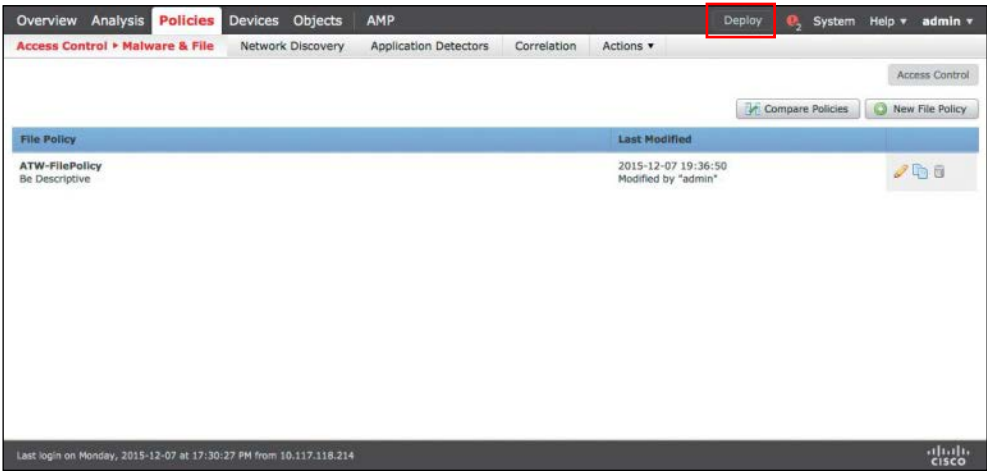 Overview Analysis Policies Devices Objects AMP Deploy 2 System Help ▾ admin ▾
Access Control ▸ Malware & File Network Discovery Application Detectors Correlation Actions ▾
Access Control
Compare Policies New File Policy
File Policy Last Modified
ATW-FilePolicy 2015-12-07 19:36:50
Be Descriptive Modified by "admin"
Last login on Monday, 2015-12-07 at 17:30:27 PM from 10.117.118.214
CISCO